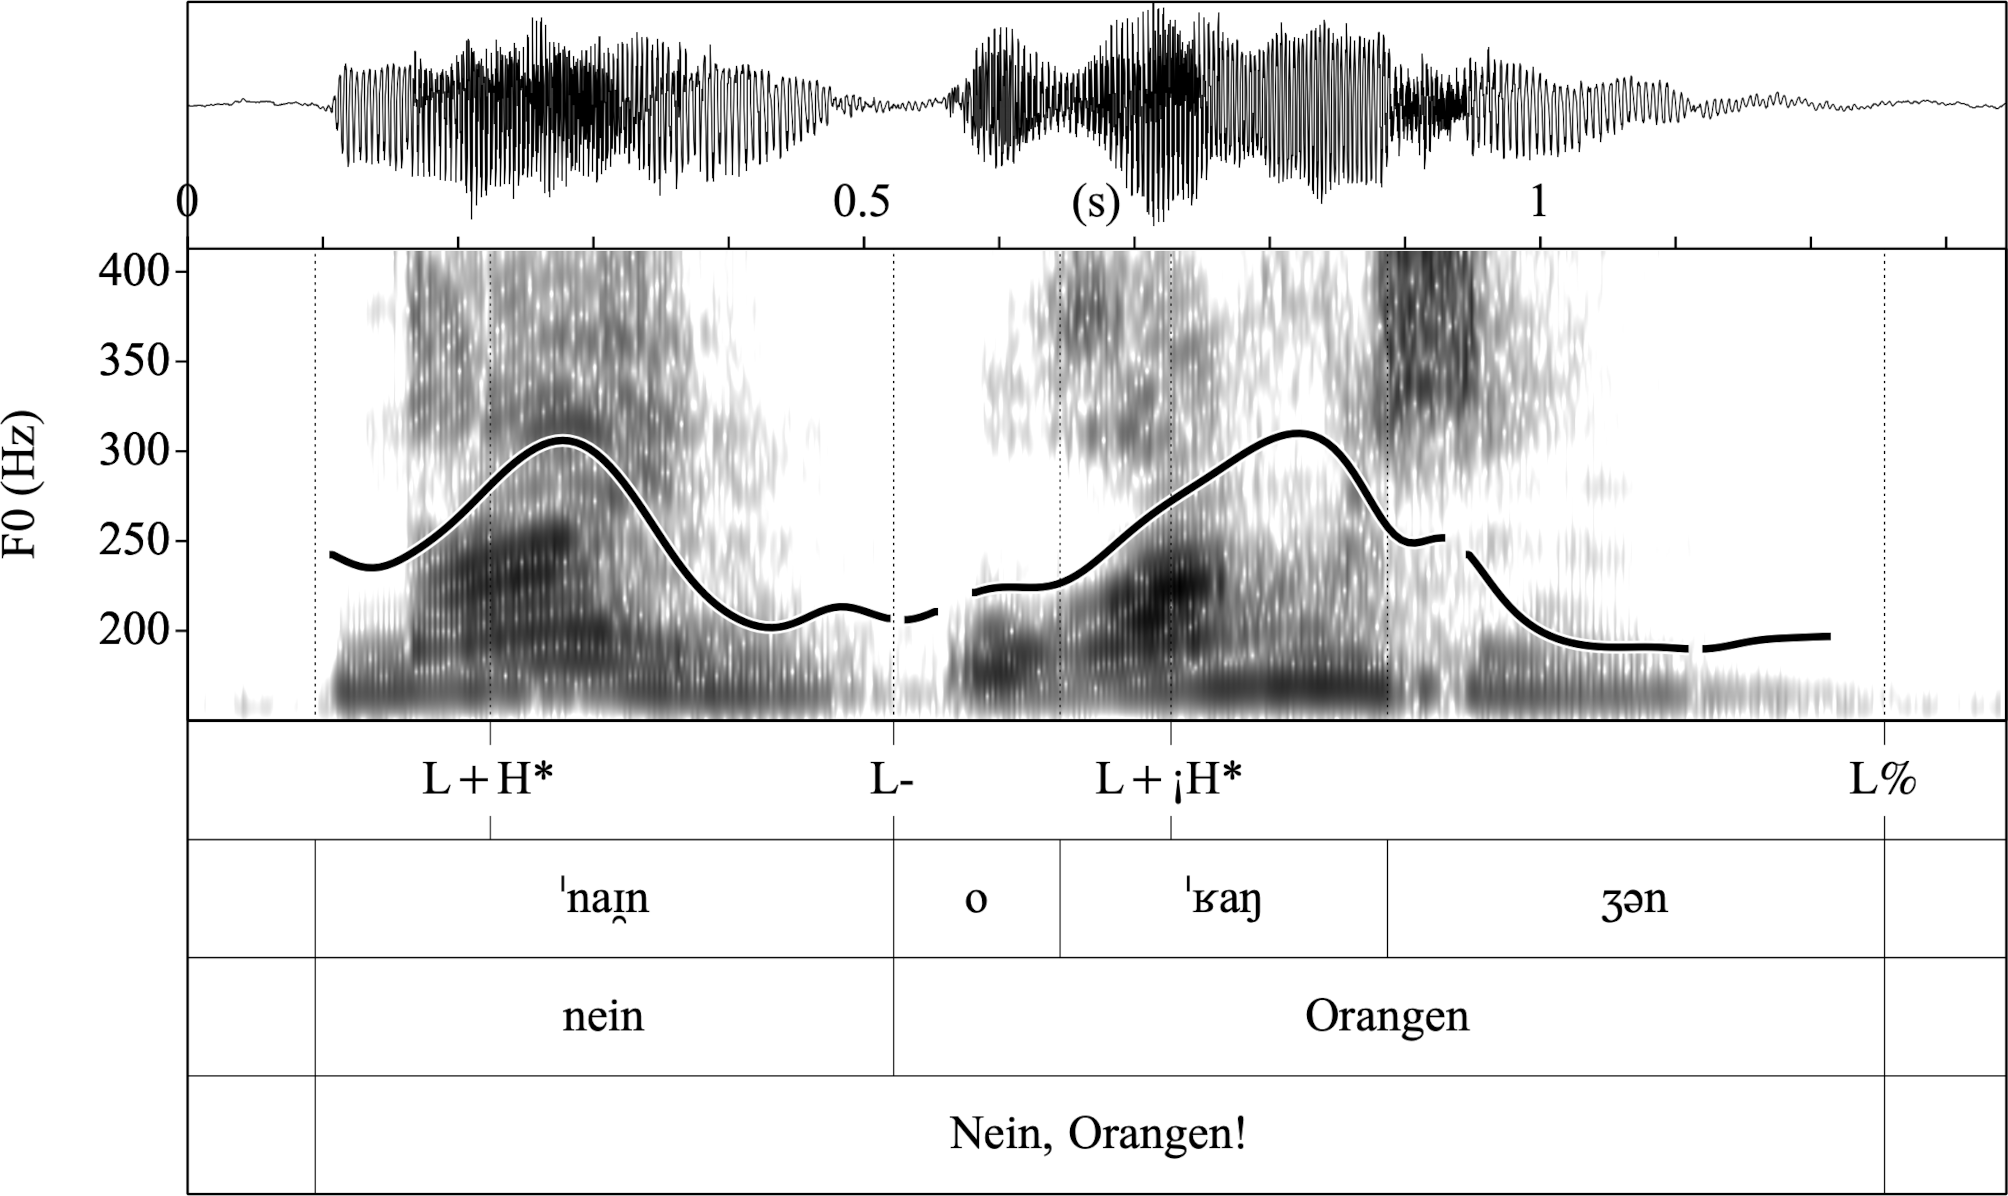 0 0.5 (s) 1
400
350
300
250
200
F0 (Hz)
L+H* L- L+¡H* L%
ˈnaɪ̯n o ˈʁaŋ ʒən
nein Orangen
Nein, Orangen!